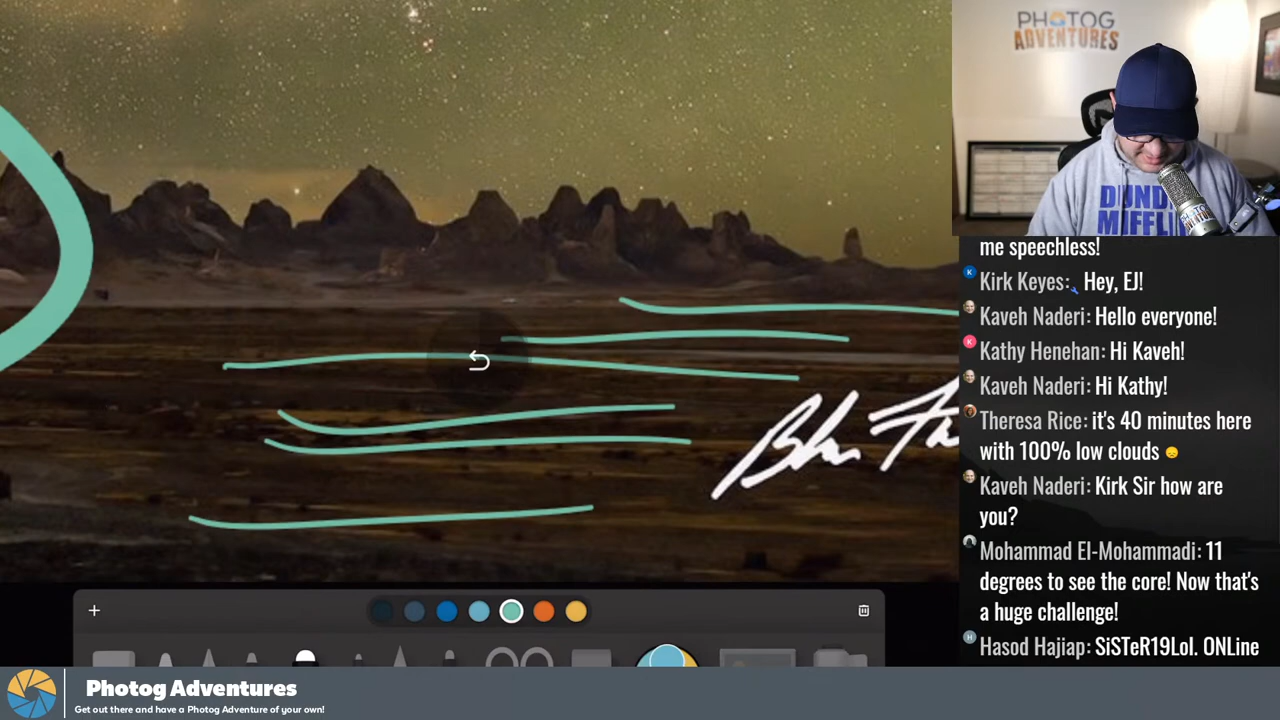 PHOTOG
ADVENTURES
DUND
MIFFLI
me speechless!
Kirk Keyes: Hey, EJ!
Kaveh Naderi: Hello everyone!
Kathy Henehan: Hi Kaveh!
Kaveh Naderi: Hi Kathy!
Theresa Rice: it's 40 minutes here
with 100% low clouds 😞
Kaveh Naderi: Kirk Sir how are
you?
Mohammad El-Mohammadi: 11
degrees to see the core! Now that's
a huge challenge!
Hasod Hajiap: SiSTeR19Lol. ONLine
Photog Adventures
Get out there and have a Photog Adventure of your own!